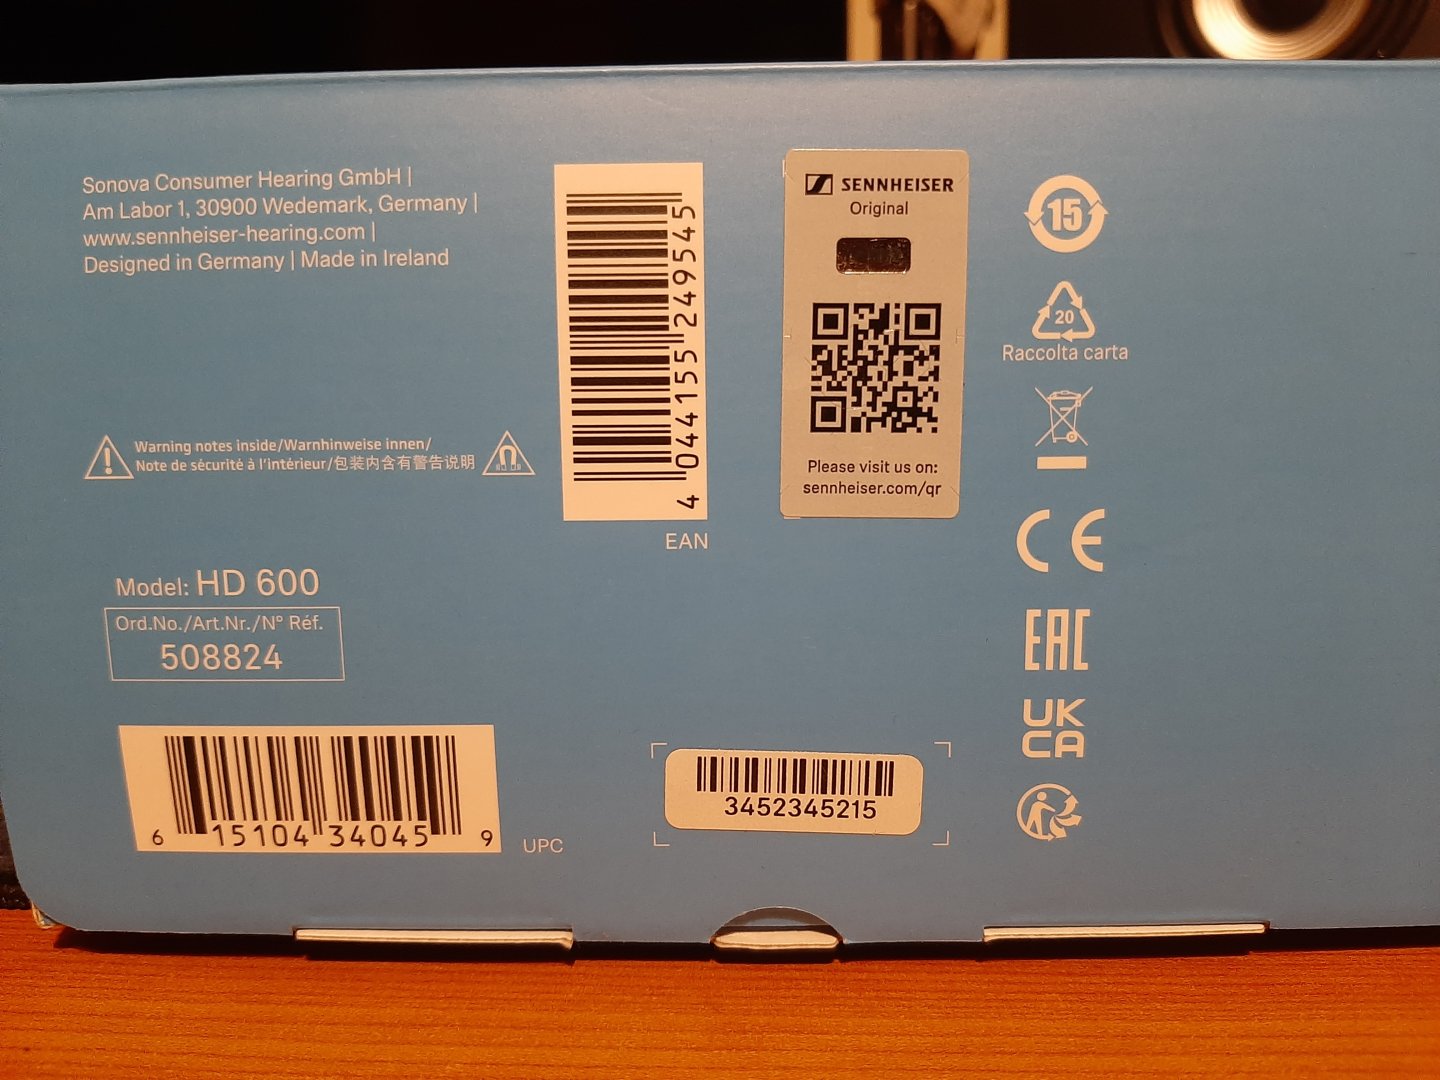 Sonova Consumer Hearing GmbH |
Am Labor 1, 30900 Wedemark, Germany |
www.sennheiser-hearing.com |
Designed in Germany | Made in Ireland
Warning notes inside/Warnhinweise innen/
Note de sécurité à l'intérieur/包装内含有警告说明
Model: HD 600
Ord.No./Art.Nr./N° Réf.
508824
6 15104 34045 9
UPC
4 044155 249545
EAN
SENNHEISER
Original
Please visit us on:
sennheiser.com/qr
3452345215
15
20
Raccolta carta
CE
EAC
UK
CA